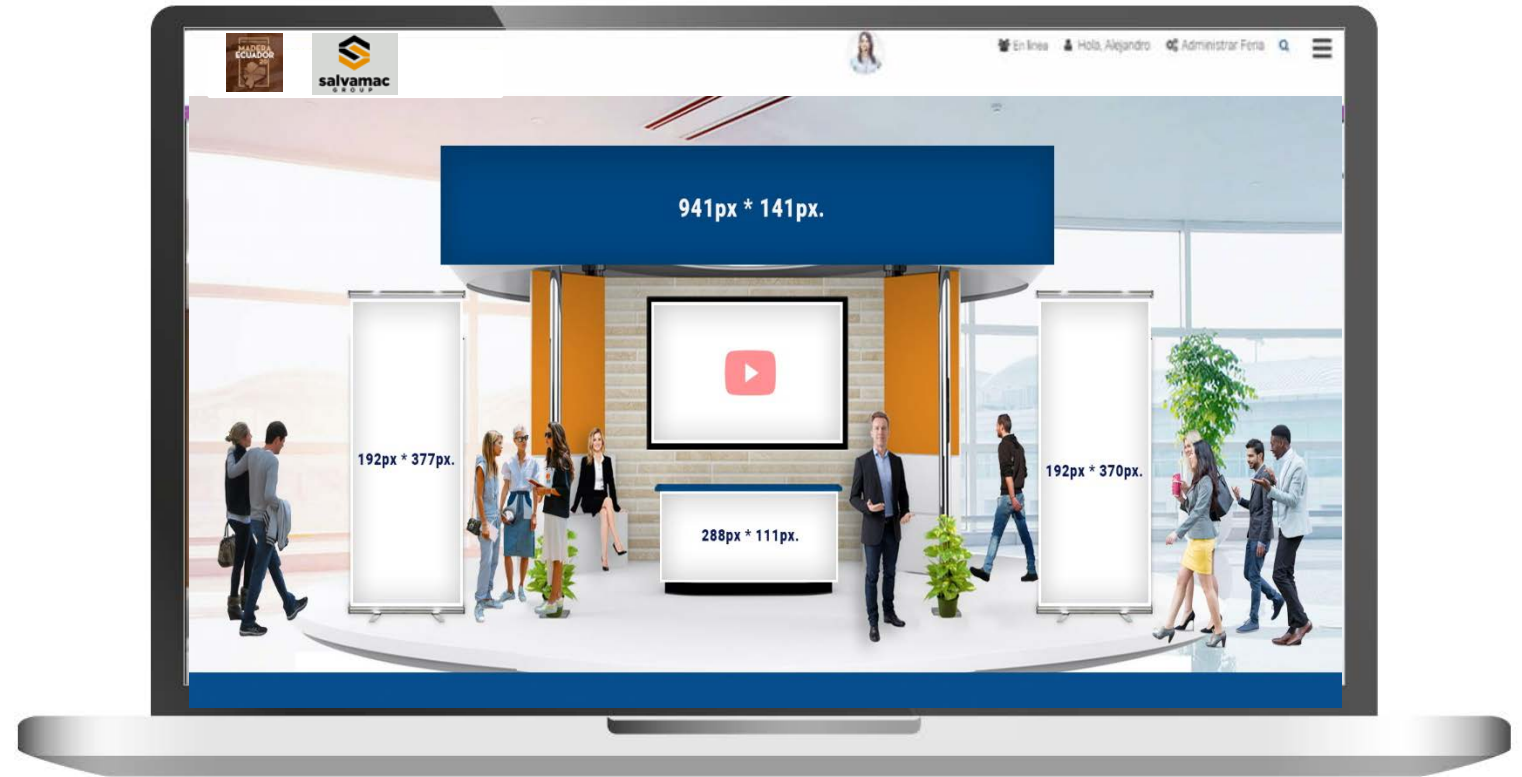 MADERA
ECUADOR
salvamac
GROUP
En línea
Hola, Alejandro
Administrar Feria
941px * 141px.
192px * 377px.
192px * 370px.
288px * 111px.